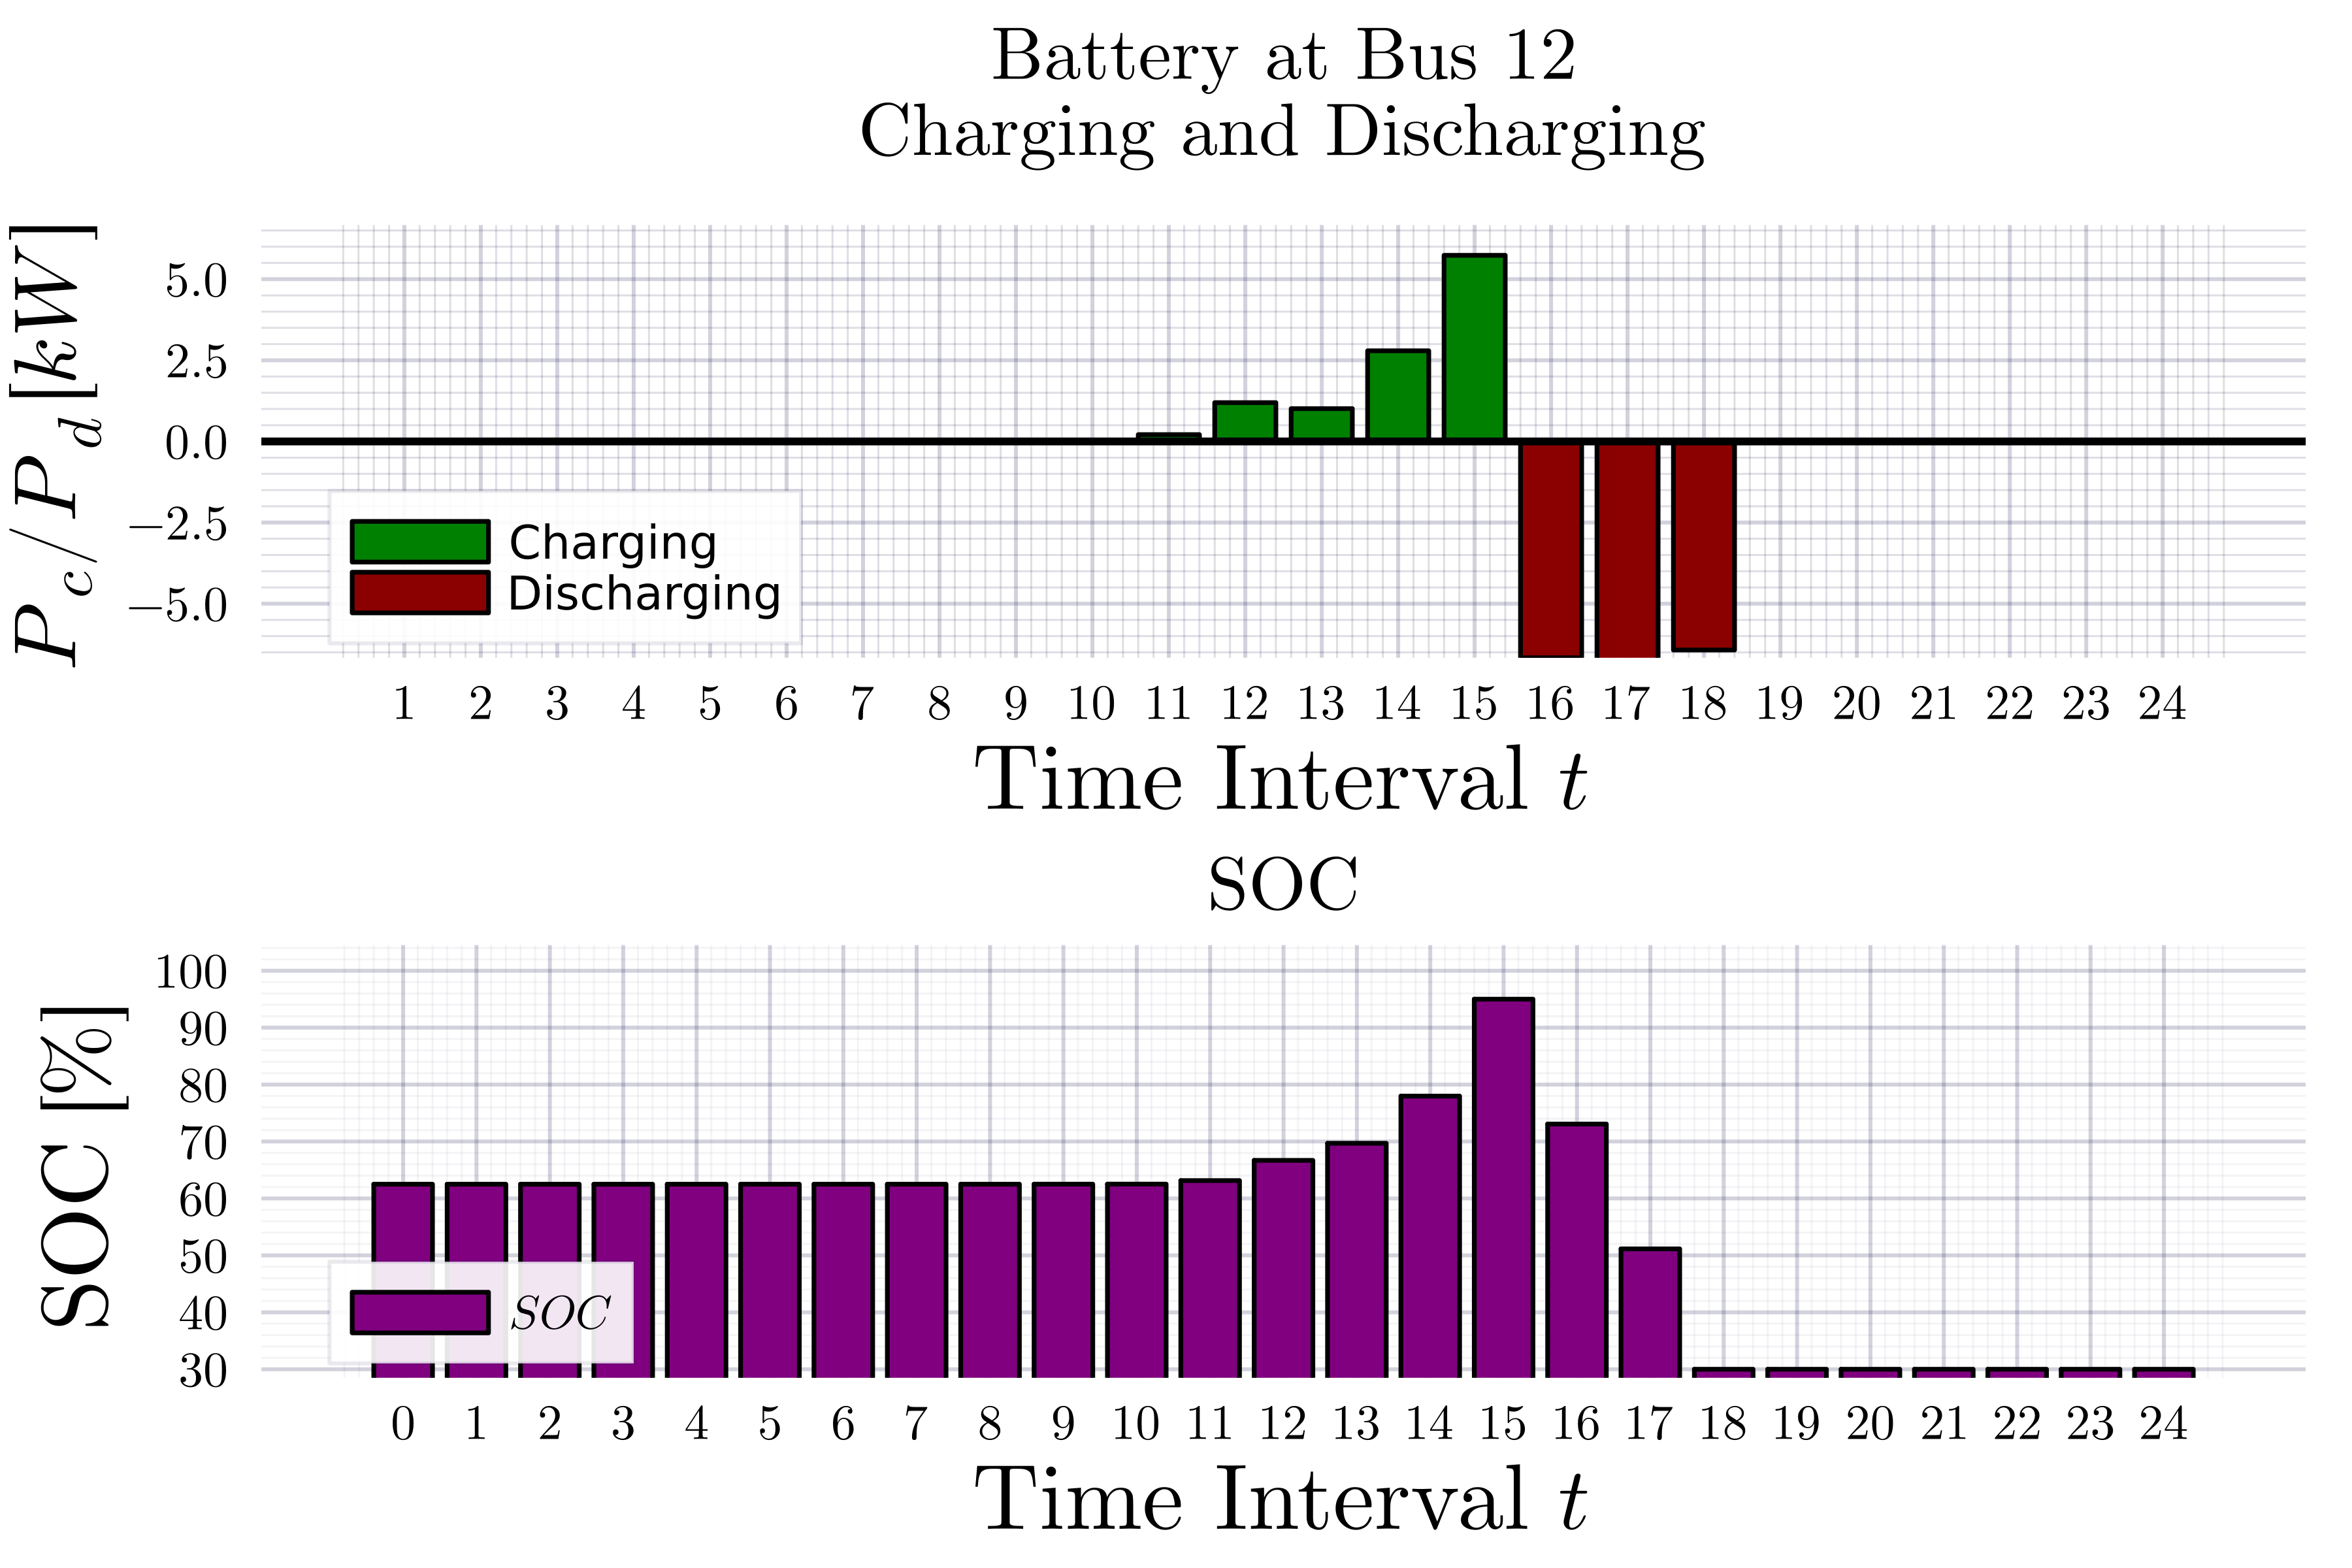 Battery at Bus 12
Charging and Discharging
P_c/P_d [kW]
5.0
2.5
0.0
−2.5
−5.0
Charging
Discharging
1 2 3 4 5 6 7 8 9 10 11 12 13 14 15 16 17 18 19 20 21 22 23 24
Time Interval t
SOC
SOC [%]
100
90
80
70
60
50
40
30
SOC
0 1 2 3 4 5 6 7 8 9 10 11 12 13 14 15 16 17 18 19 20 21 22 23 24
Time Interval t